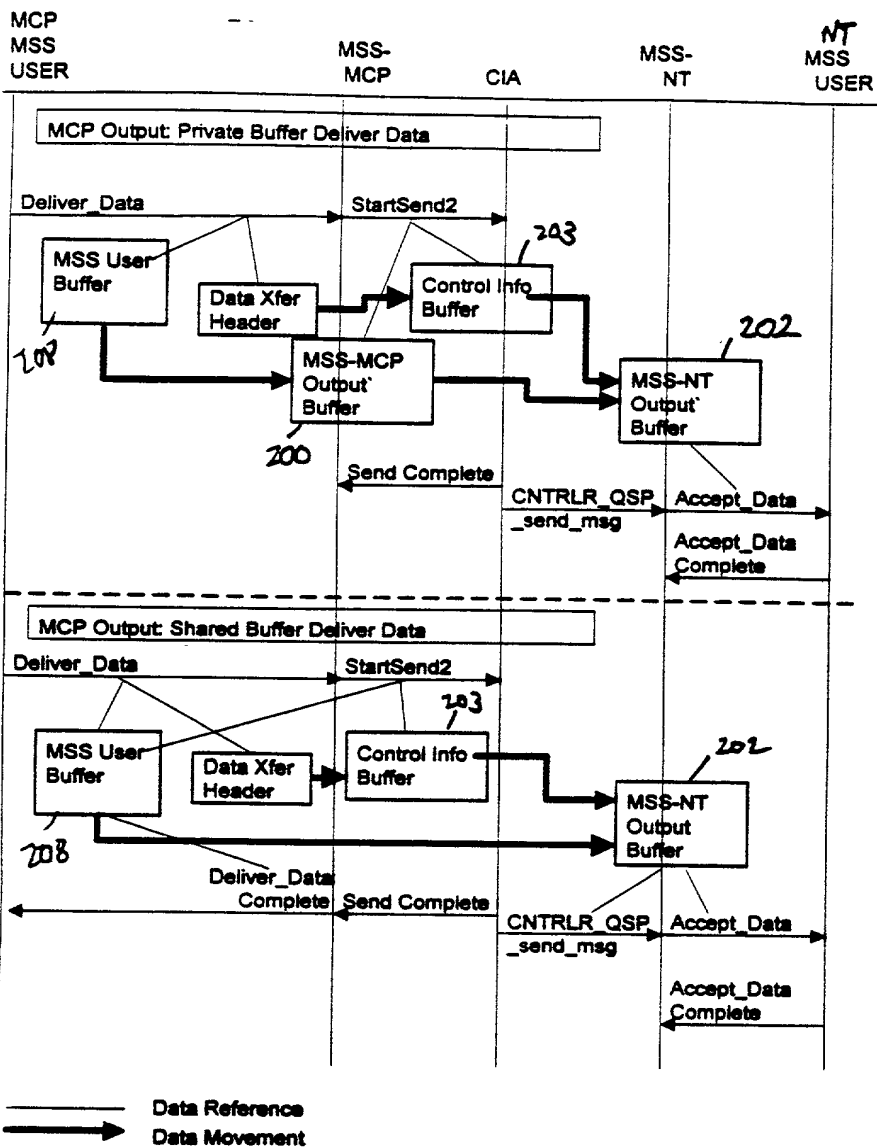 MCP
MSS
USER
MSS-
MCP
CIA
MSS-
NT
NT
MSS
USER
MCP Output: Private Buffer Deliver Data
Deliver_Data
StartSend2
203
MSS User
Buffer
Data Xfer
Header
Control Info
Buffer
208
202
MSS-MCP
Output`
Buffer
MSS-NT
Output`
Buffer
200
Send Complete
CNTRLR_QSP
_send_msg
Accept_Data
Accept_Data
Complete
MCP Output: Shared Buffer Deliver Data
Deliver_Data
StartSend2
203
MSS User
Buffer
Data Xfer
Header
Control Info
Buffer
202
MSS-NT
Output
Buffer
208
Deliver_Data
Complete
Send Complete
CNTRLR_QSP
_send_msg
Accept_Data
Accept_Data
Complete
Data Reference
Data Movement